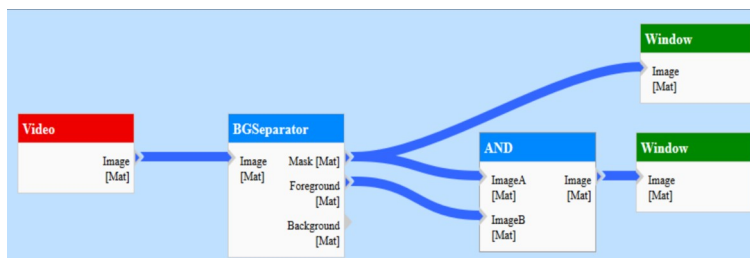 Window
Image
[Mat]
Video
Image
[Mat]
BGSeparator
Image
[Mat]
Mask [Mat]
Foreground
[Mat]
Background
[Mat]
AND
ImageA
[Mat]
ImageB
[Mat]
Image
[Mat]
Window
Image
[Mat]